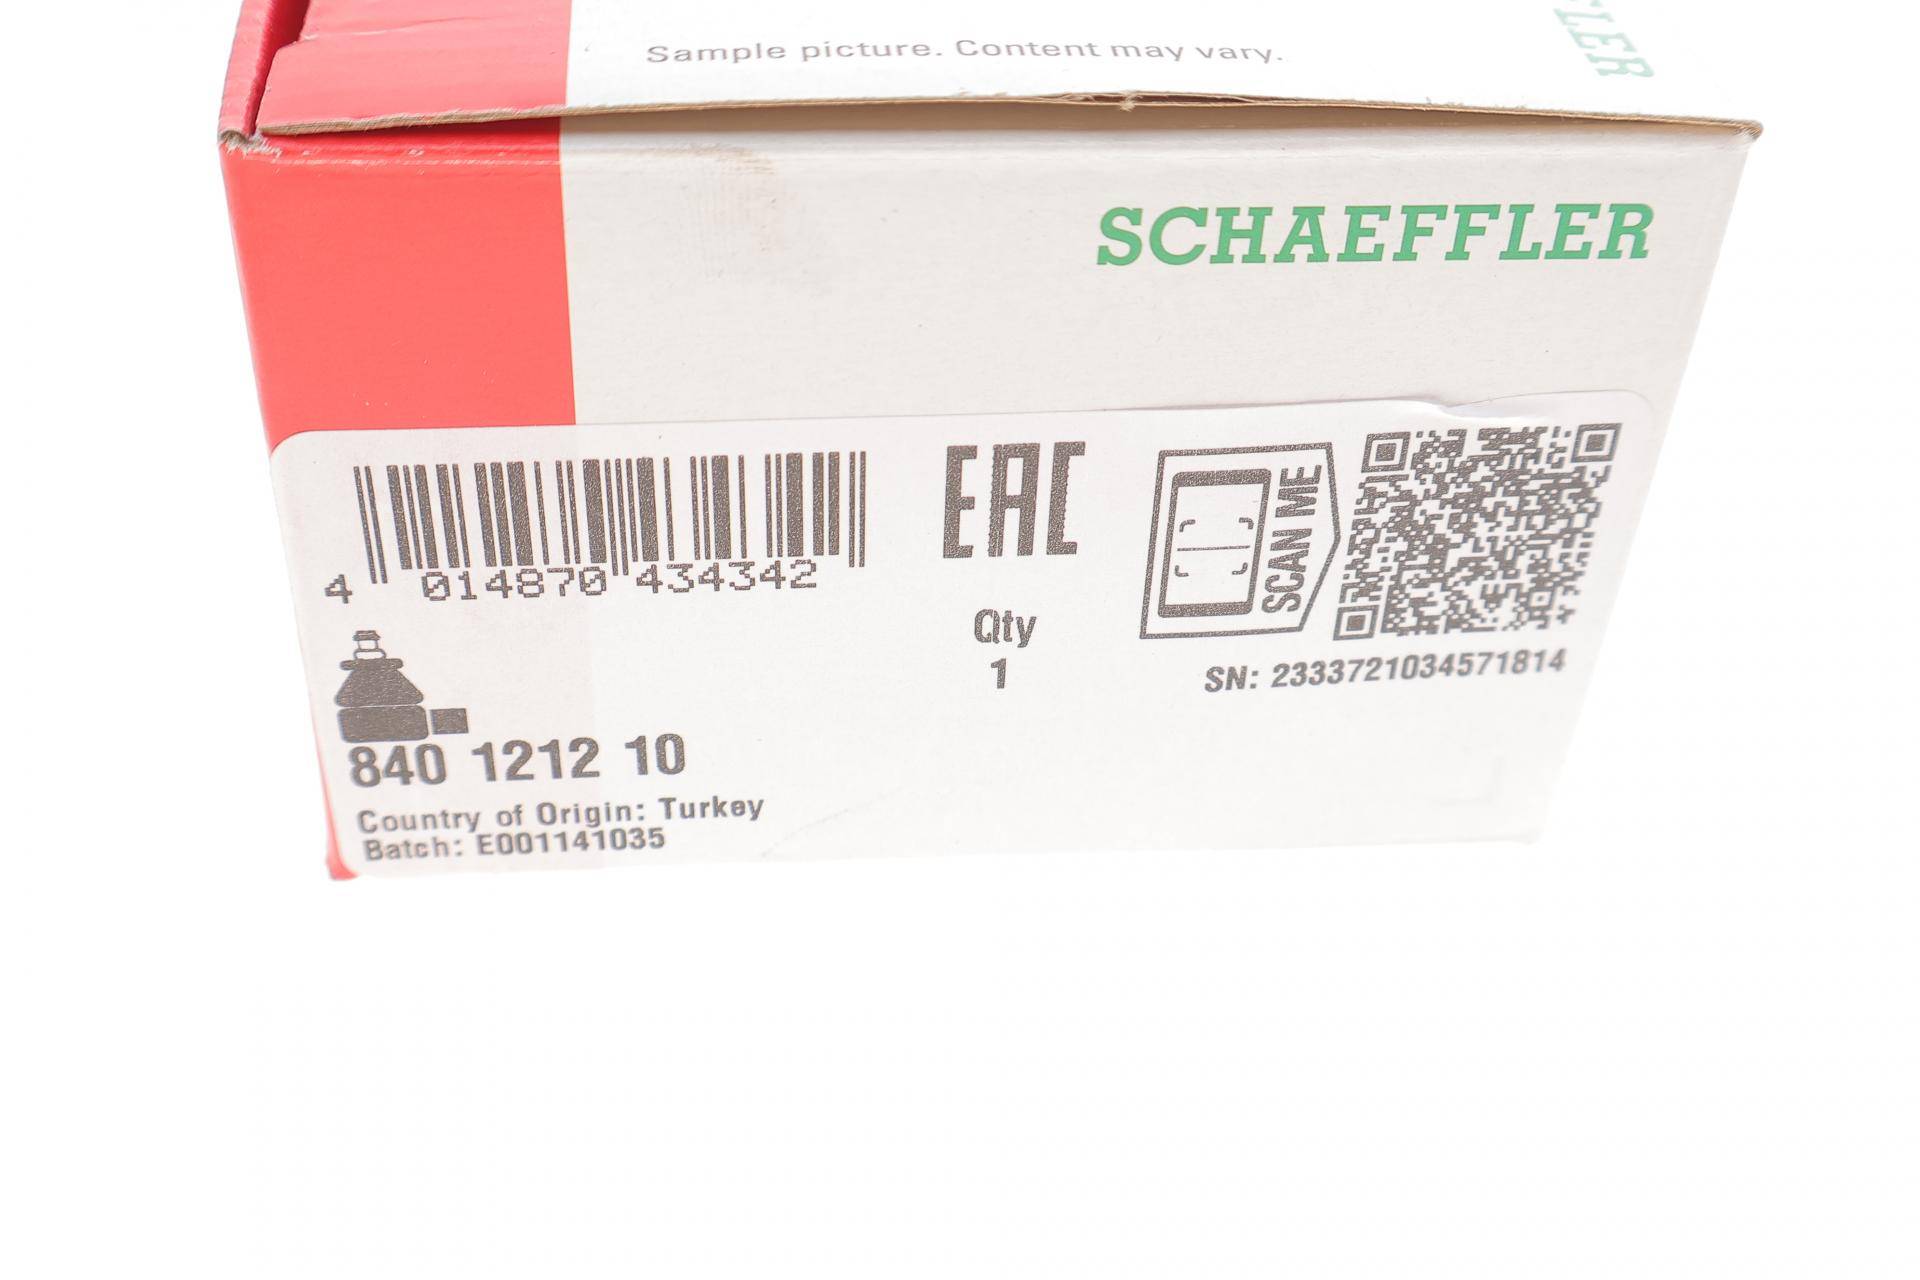 Sample picture. Content may vary.
FLER
SCHAEFFLER
4 014870 434342
EAC
SCAN ME
Qty
1
SN: 2333721034571814
840 1212 10
Country of Origin: Turkey
Batch: E001141035